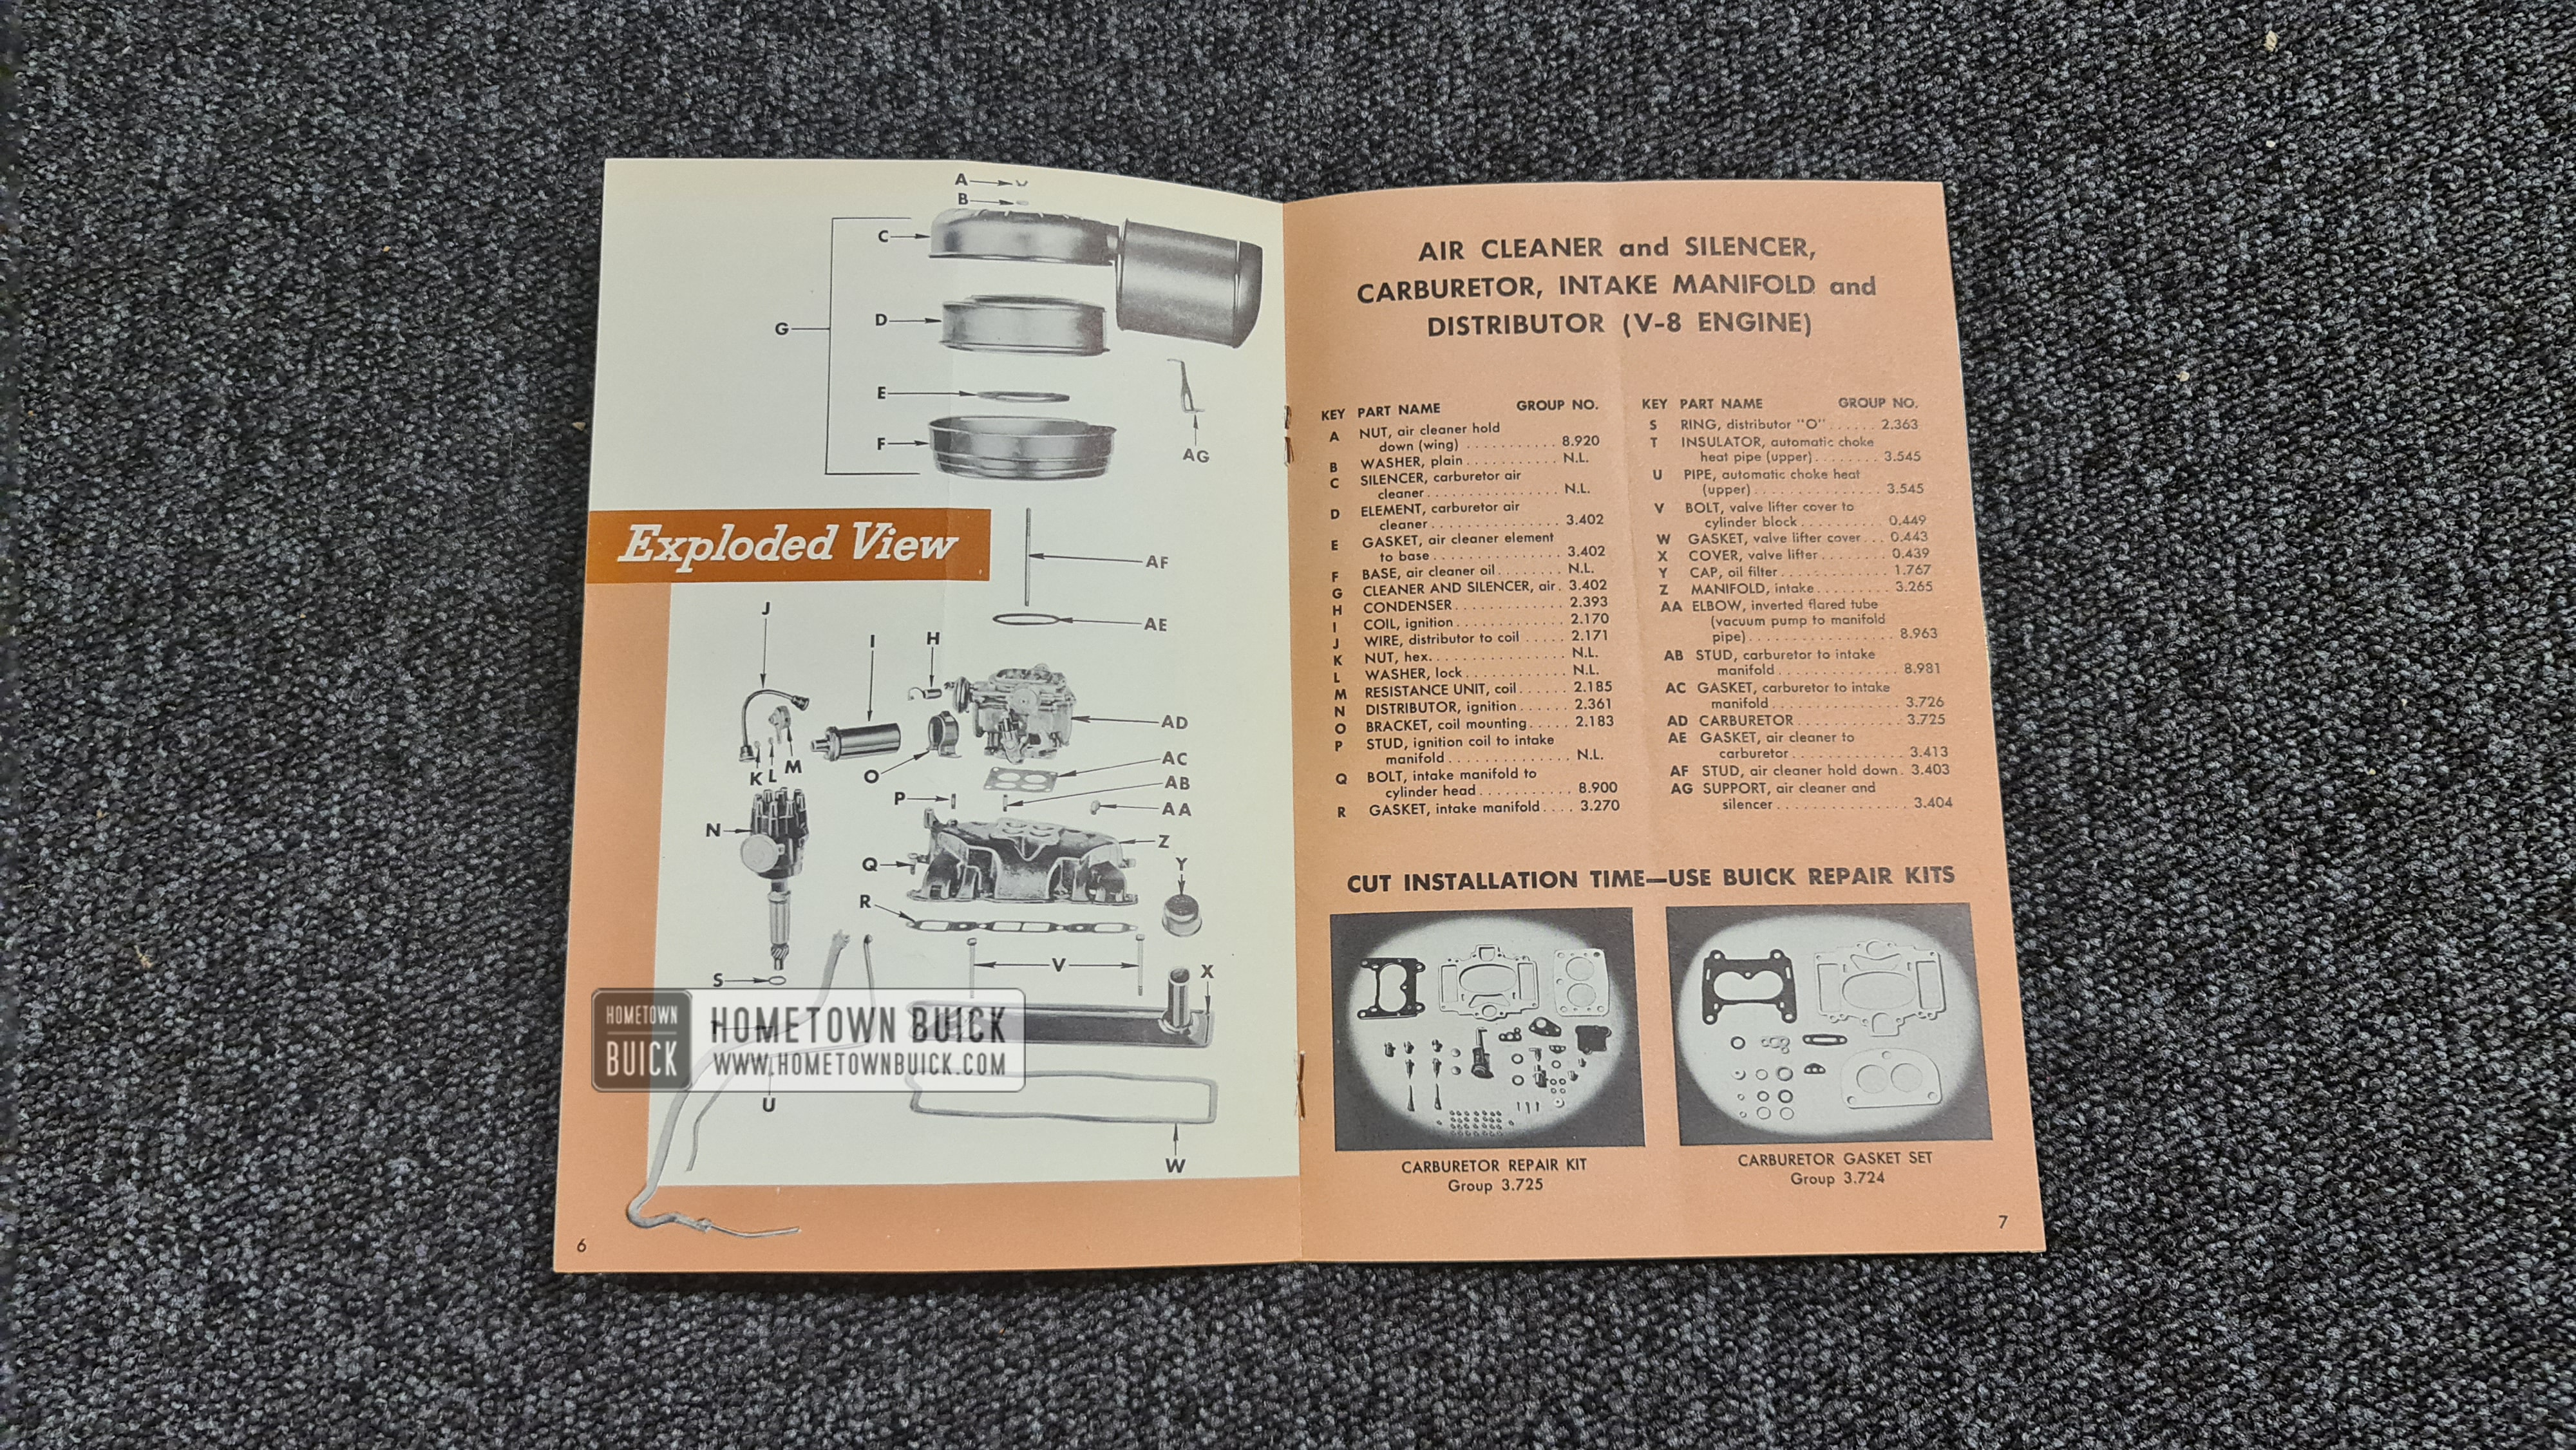 A
B
C
G
D
E
F
AG
Exploded View
AF
J
AE
I
H
AD
K
L
M
O
AC
AB
P
AA
N
Z
Q
Y
R
V
S
X
HOMETOWN
BUICK
HOMETOWN BUICK
WWW.HOMETOWNBUICK.COM
U
W
6
AIR CLEANER and SILENCER,
CARBURETOR, INTAKE MANIFOLD and
DISTRIBUTOR (V-8 ENGINE)
KEY PART NAME GROUP NO.
A NUT, air cleaner hold
down (wing) ........... 8.920
B WASHER, plain ........... N.L.
C SILENCER, carburetor air
cleaner ................ N.L.
D ELEMENT, carburetor air
cleaner ............... 3.402
E GASKET, air cleaner element
to base ............... 3.402
F BASE, air cleaner oil ........ N.L.
G CLEANER AND SILENCER, air . 3.402
H CONDENSER ............. 2.393
I COIL, ignition ............. 2.170
J WIRE, distributor to coil ..... 2.171
K NUT, hex. ............... N.L.
L WASHER, lock ............ N.L.
M RESISTANCE UNIT, coil ...... 2.185
N DISTRIBUTOR, ignition ...... 2.361
O BRACKET, coil mounting ..... 2.183
P STUD, ignition coil to intake
manifold ............... N.L.
Q BOLT, intake manifold to
cylinder head ........... 8.900
R GASKET, intake manifold .... 3.270
KEY PART NAME GROUP NO.
S RING, distributor "O" ...... 2.363
T INSULATOR, automatic choke
heat pipe (upper) ........ 3.545
U PIPE, automatic choke heat
(upper) ............... 3.545
V BOLT, valve lifter cover to
cylinder block .......... 0.449
W GASKET, valve lifter cover ... 0.443
X COVER, valve lifter ........ 0.439
Y CAP, oil filter ............. 1.767
Z MANIFOLD, intake ......... 3.265
AA ELBOW, inverted flared tube
(vacuum pump to manifold
pipe) .................. 8.963
AB STUD, carburetor to intake
manifold ............... 8.981
AC GASKET, carburetor to intake
manifold ............... 3.726
AD CARBURETOR ............ 3.725
AE GASKET, air cleaner to
carburetor ............. 3.413
AF STUD, air cleaner hold down . 3.403
AG SUPPORT, air cleaner and
silencer ................ 3.404
CUT INSTALLATION TIME—USE BUICK REPAIR KITS
CARBURETOR REPAIR KIT
Group 3.725
CARBURETOR GASKET SET
Group 3.724
7